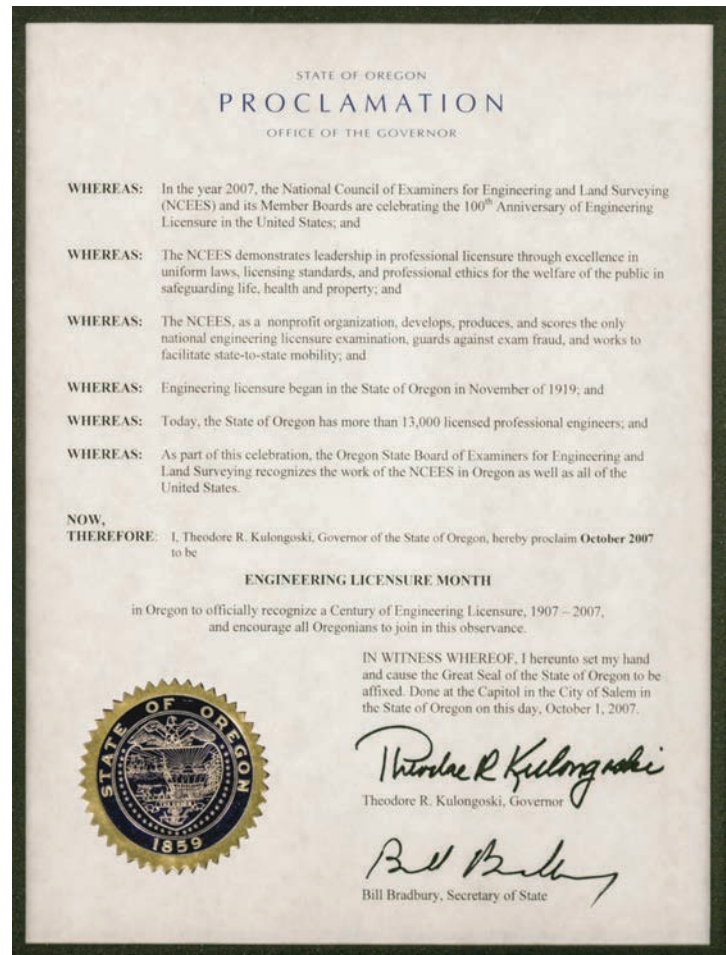 STATE OF OREGON
PROCLAMATION
OFFICE OF THE GOVERNOR
WHEREAS: In the year 2007, the National Council of Examiners for Engineering and Land Surveying
(NCEES) and its Member Boards are celebrating the 100th Anniversary of Engineering
Licensure in the United States; and
WHEREAS: The NCEES demonstrates leadership in professional licensure through excellence in
uniform laws, licensing standards, and professional ethics for the welfare of the public in
safeguarding life, health and property; and
WHEREAS: The NCEES, as a nonprofit organization, develops, produces, and scores the only
national engineering licensure examination, guards against exam fraud, and works to
facilitate state-to-state mobility; and
WHEREAS: Engineering licensure began in the State of Oregon in November of 1919; and
WHEREAS: Today, the State of Oregon has more than 13,000 licensed professional engineers; and
WHEREAS: As part of this celebration, the Oregon State Board of Examiners for Engineering and
Land Surveying recognizes the work of the NCEES in Oregon as well as all of the
United States.
NOW,
THEREFORE: I, Theodore R. Kulongoski, Governor of the State of Oregon, hereby proclaim October 2007
to be
ENGINEERING LICENSURE MONTH
in Oregon to officially recognize a Century of Engineering Licensure, 1907 – 2007,
and encourage all Oregonians to join in this observance.
IN WITNESS WHEREOF, I hereunto set my hand
and cause the Great Seal of the State of Oregon to be
affixed. Done at the Capitol in the City of Salem in
the State of Oregon on this day, October 1, 2007.
Theodore R Kulongoski
Theodore R. Kulongoski, Governor
Bill Bradbury
Bill Bradbury, Secretary of State
STATE OF OREGON
1859